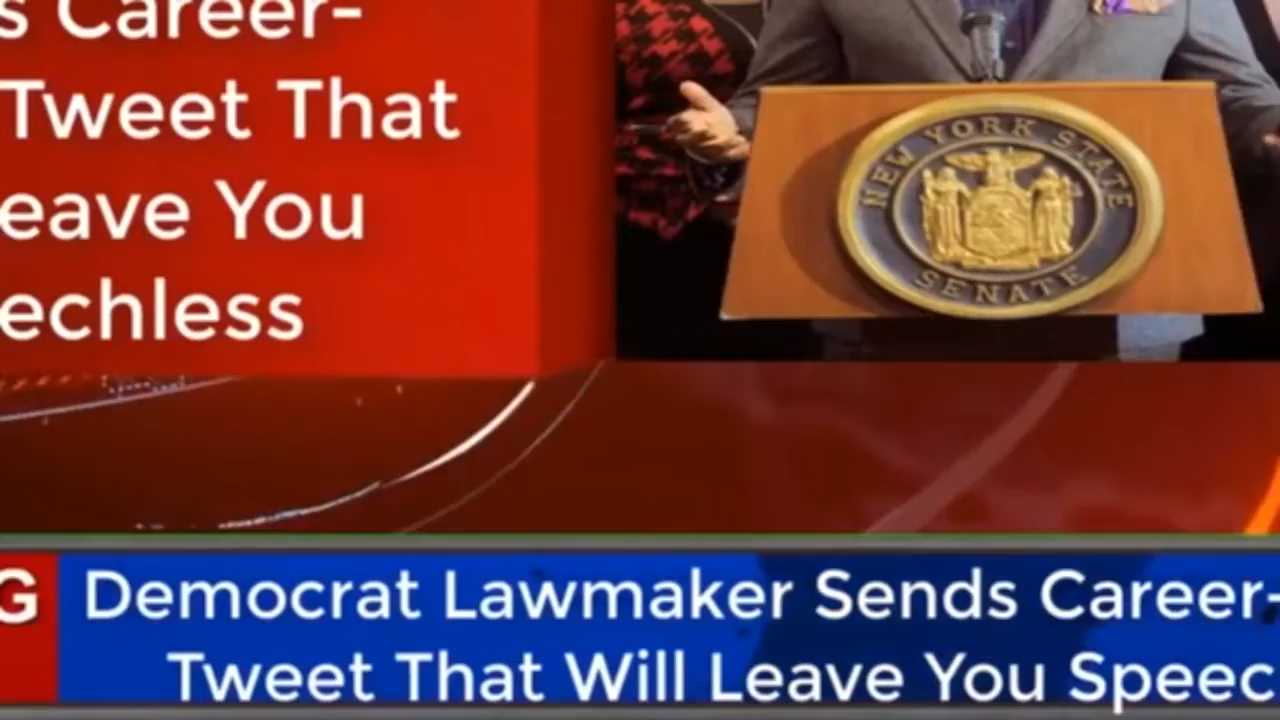 s Career-
Tweet That
eave You
echless
NEW YORK STATE
SENATE
G
Democrat Lawmaker Sends Career-
Tweet That Will Leave You Speec